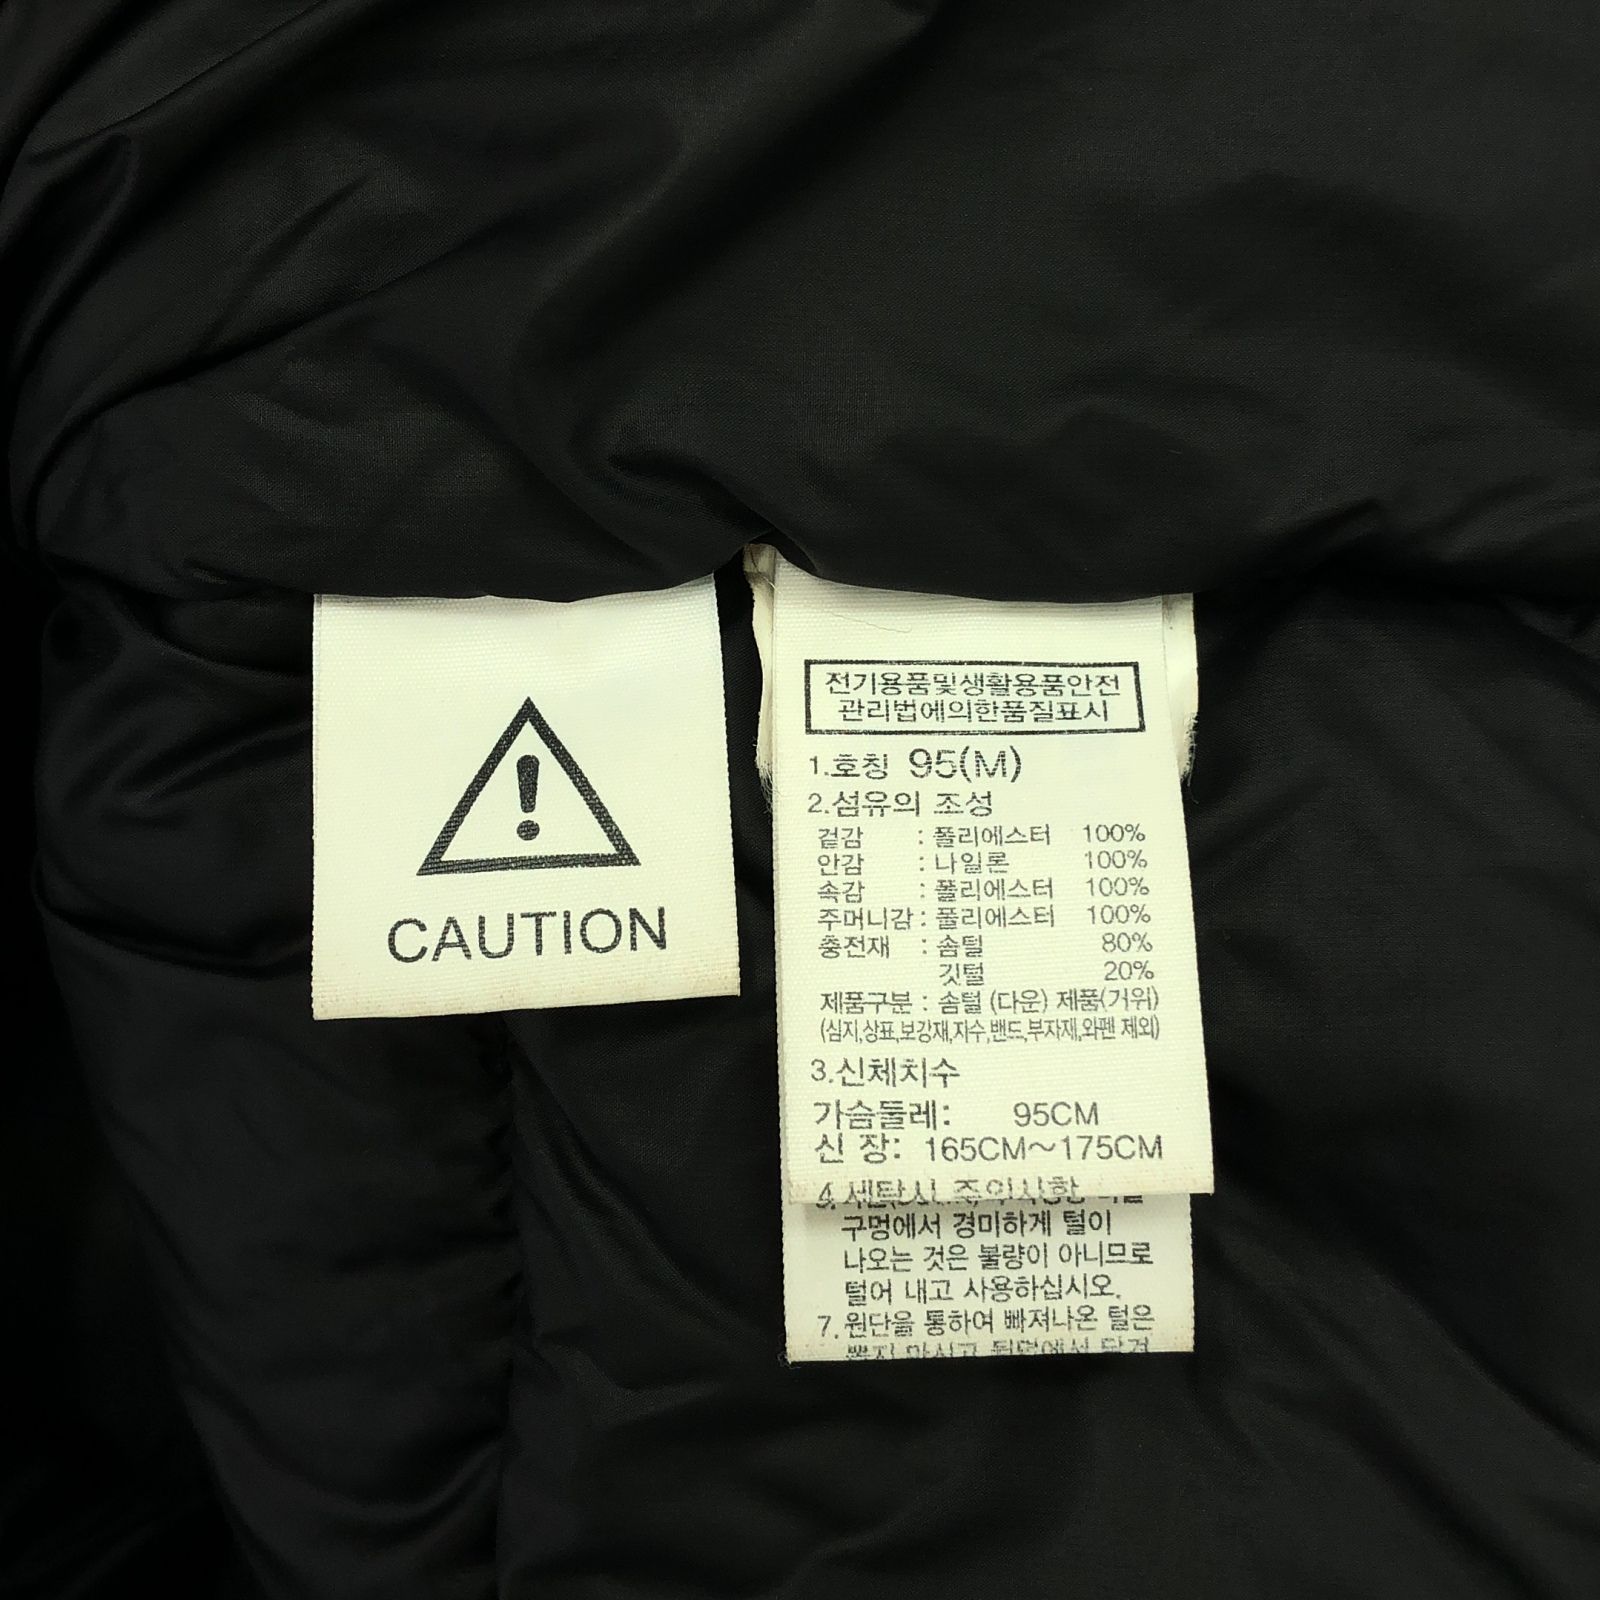 CAUTION
전기용품및생활용품안전
관리법에의한품질표시
1.호칭 95(M)
2.섬유의 조성
겉감 : 폴리에스터 100%
안감 : 나일론 100%
속감 : 폴리에스터 100%
주머니감 : 폴리에스터 100%
충전재 : 솜털 80%
깃털 20%
제품구분 : 솜털 (다운) 제품(거위)
(심지,상표,보강재,자수,밴드,부자재,와펜 제외)
3.신체치수
가슴둘레: 95CM
신 장: 165CM~175CM
4.세탁시 주의사항
구멍에서 경미하게 털이
나오는 것은 불량이 아니므로
털어 내고 사용하십시오.
7.원단을 통하여 빠져나온 털은